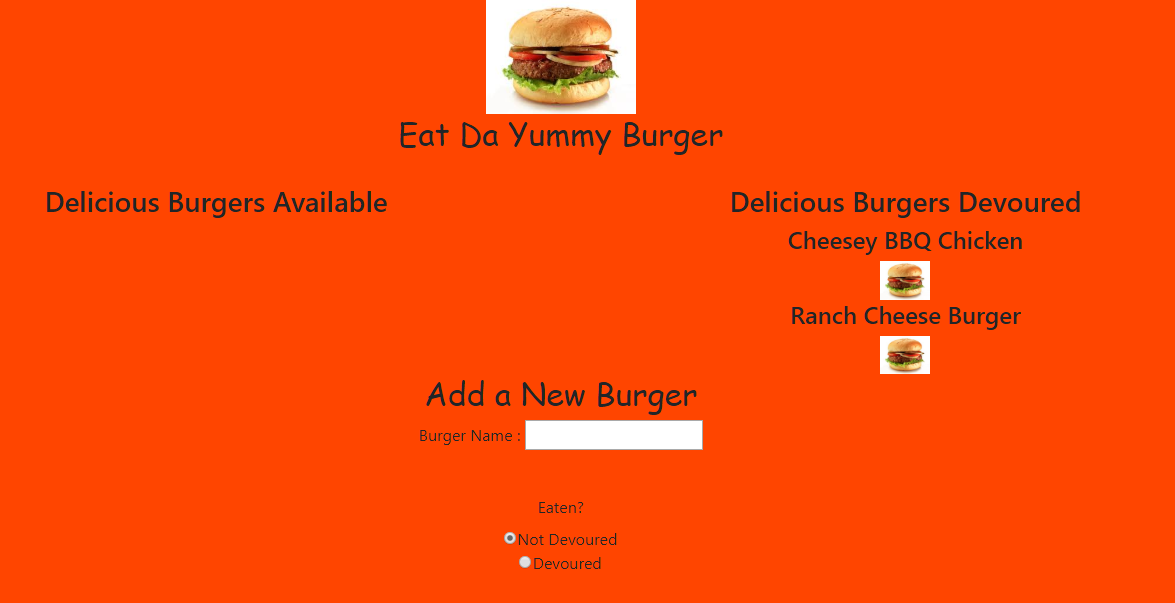 Eat Da Yummy Burger
Delicious Burgers Available
Delicious Burgers Devoured
Cheesey BBQ Chicken
Ranch Cheese Burger
Add a New Burger
Burger Name :
Eaten?
Not Devoured
Devoured